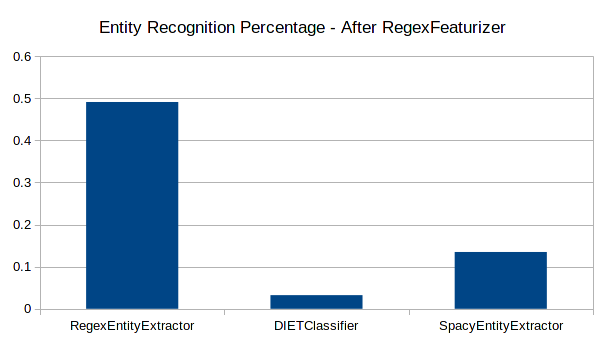 Entity Recognition Percentage - After RegexFeaturizer
0.6
0.5
0.4
0.3
0.2
0.1
0
RegexEntityExtractor
DIETClassifier
SpacyEntityExtractor